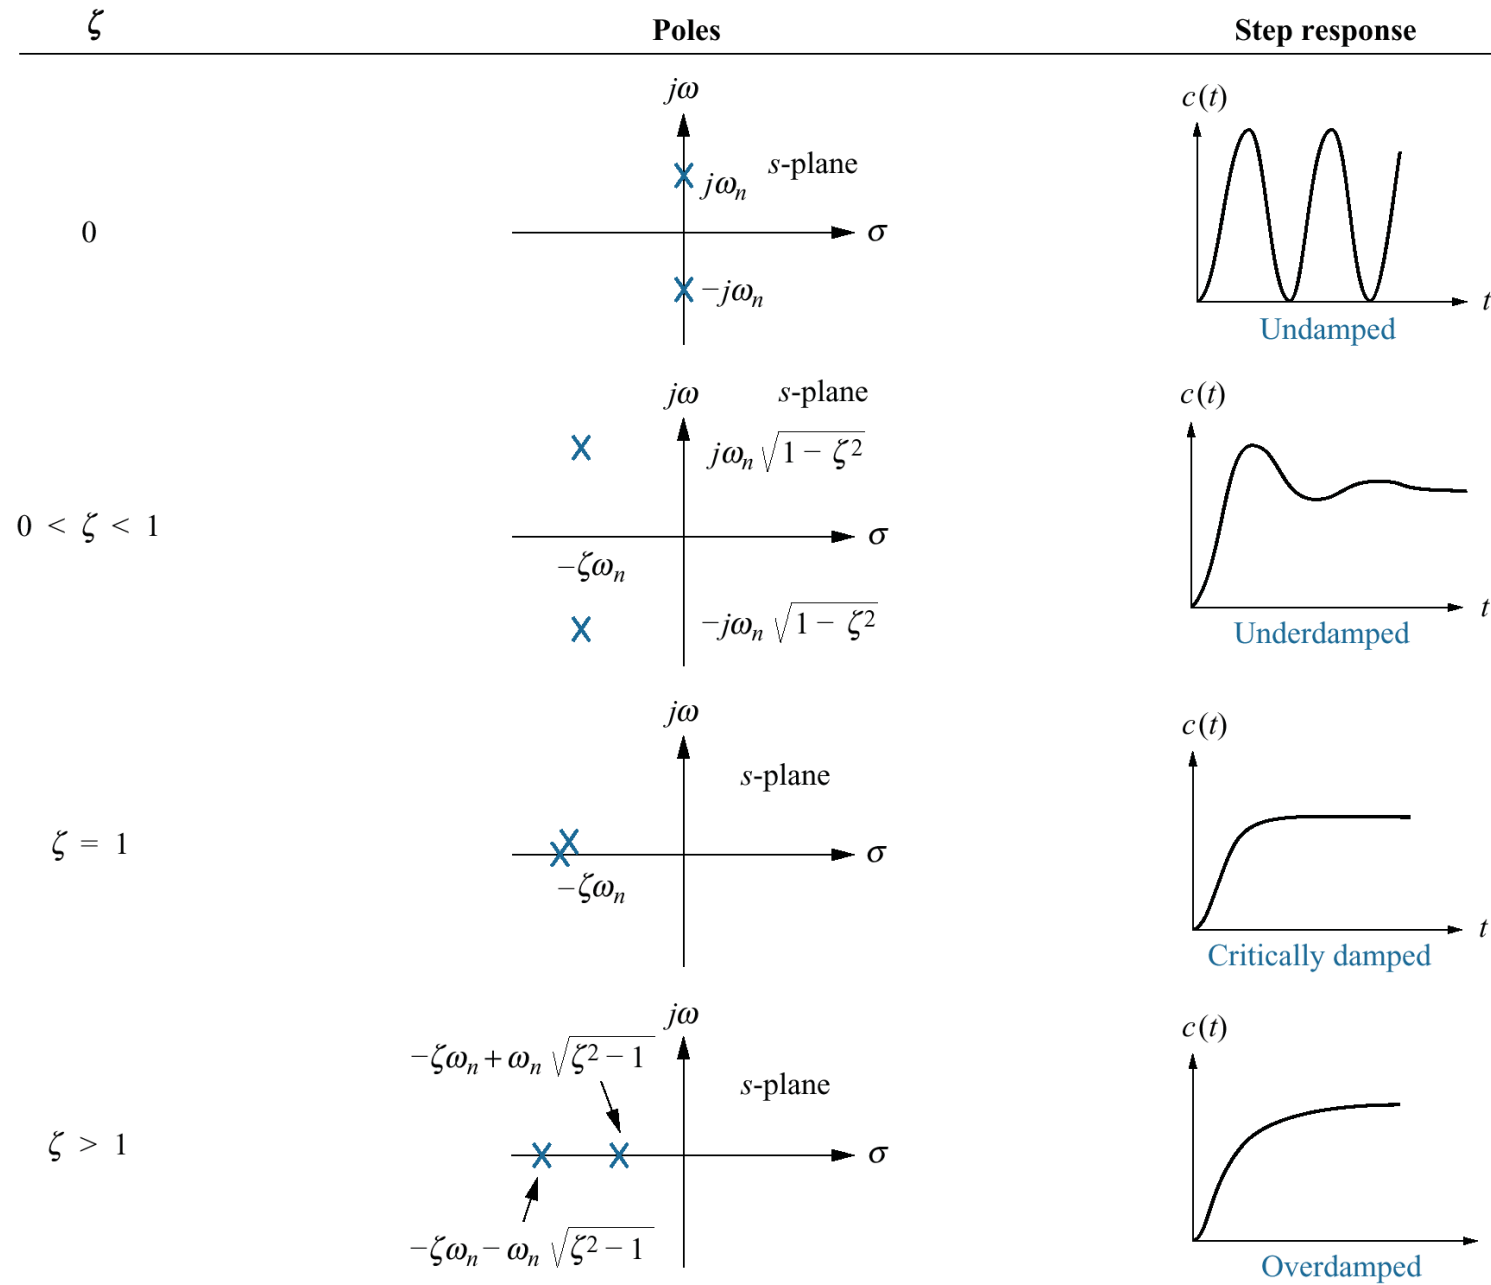 ζ Poles Step response
jω
c(t)
s-plane
jωₙ
0
σ
−jωₙ
t
Undamped
s-plane
jω
c(t)
jωₙ √(1 − ζ²)
0 < ζ < 1
σ
−ζωₙ
t
−jωₙ √(1 − ζ²)
Underdamped
jω
c(t)
s-plane
ζ = 1
σ
−ζωₙ
t
Critically damped
jω
c(t)
−ζωₙ + ωₙ √(ζ² − 1)
s-plane
ζ > 1
σ
−ζωₙ − ωₙ √(ζ² − 1)
Overdamped